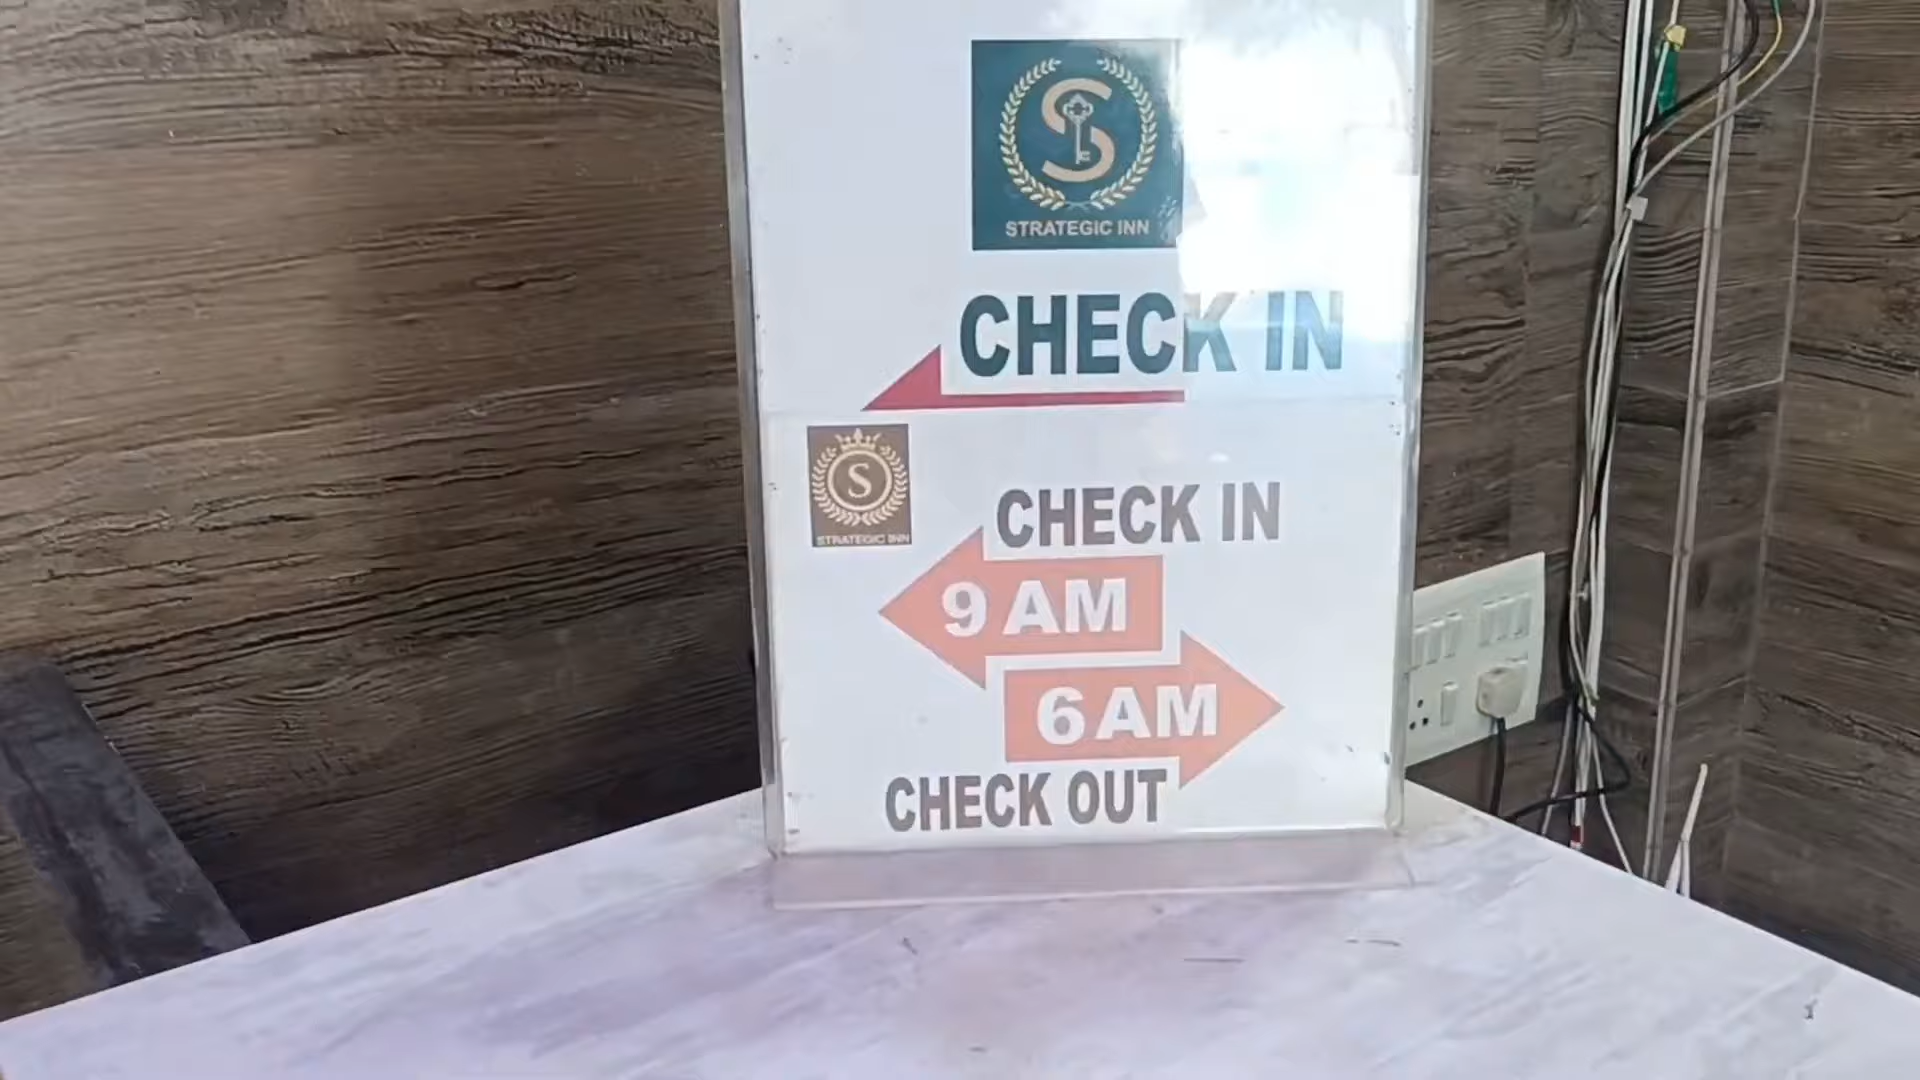 S
STRATEGIC INN
CHECK IN
S
STRATEGIC INN
CHECK IN
9 AM
6 AM
CHECK OUT